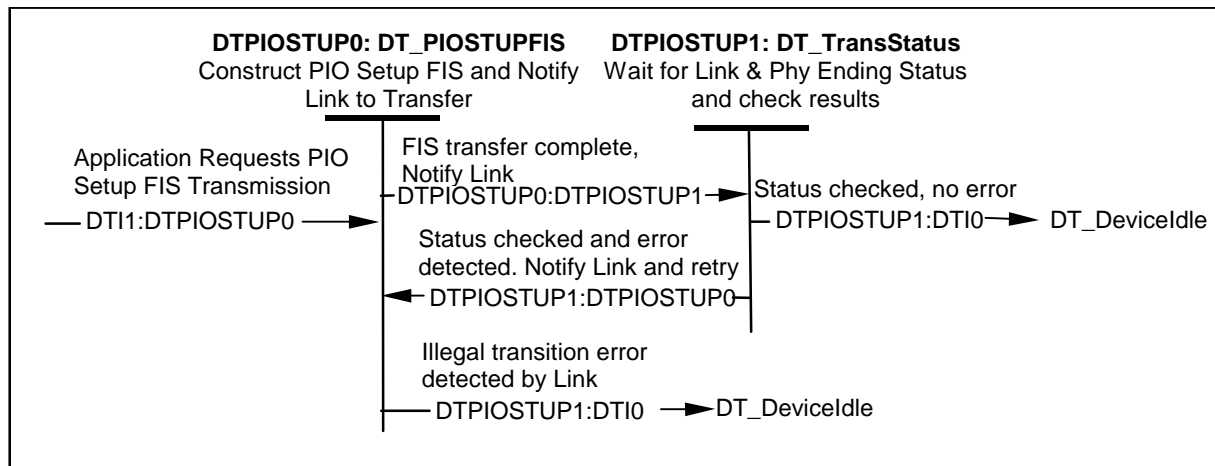 DTPIOSTUP0: DT_PIOSTUPFIS
Construct PIO Setup FIS and Notify
Link to Transfer
DTPIOSTUP1: DT_TransStatus
Wait for Link & Phy Ending Status
and check results
Application Requests PIO
Setup FIS Transmission
DTI1:DTPIOSTUP0
FIS transfer complete,
Notify Link
DTPIOSTUP0:DTPIOSTUP1
Status checked, no error
DTPIOSTUP1:DTI0
DT_DeviceIdle
Status checked and error
detected. Notify Link and retry
DTPIOSTUP1:DTPIOSTUP0
Illegal transition error
detected by Link
DTPIOSTUP1:DTI0
DT_DeviceIdle